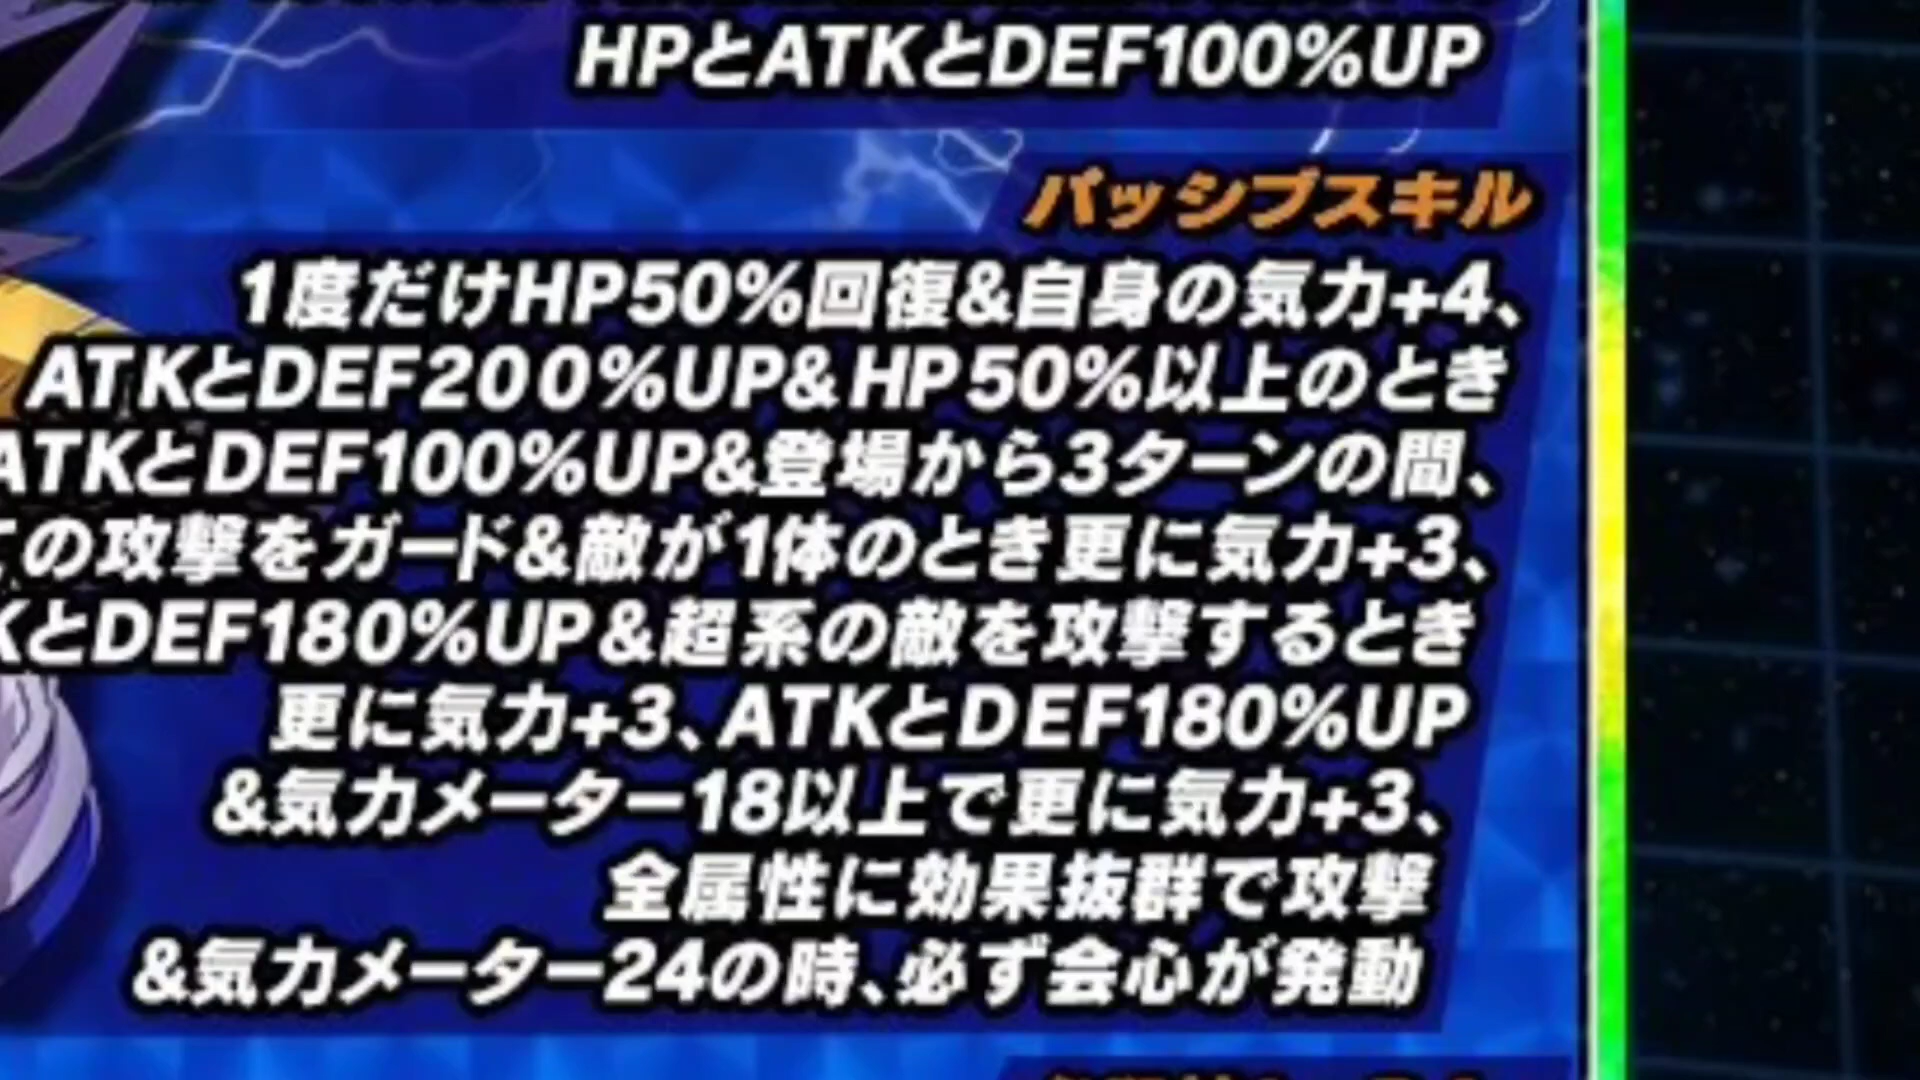 HPとATKとDEF100%UP
パッシブスキル
1度だけHP50%回復&自身の気力+4、
ATKとDEF200%UP&HP50%以上のとき
ATKとDEF100%UP&登場から3ターンの間、
の攻撃をガード&敵が1体のとき更に気力+3、
KとDEF180%UP&超系の敵を攻撃するとき
更に気力+3、ATKとDEF180%UP
&気力メーター18以上で更に気力+3、
全属性に効果抜群で攻撃
&気力メーター24の時、必ず会心が発動